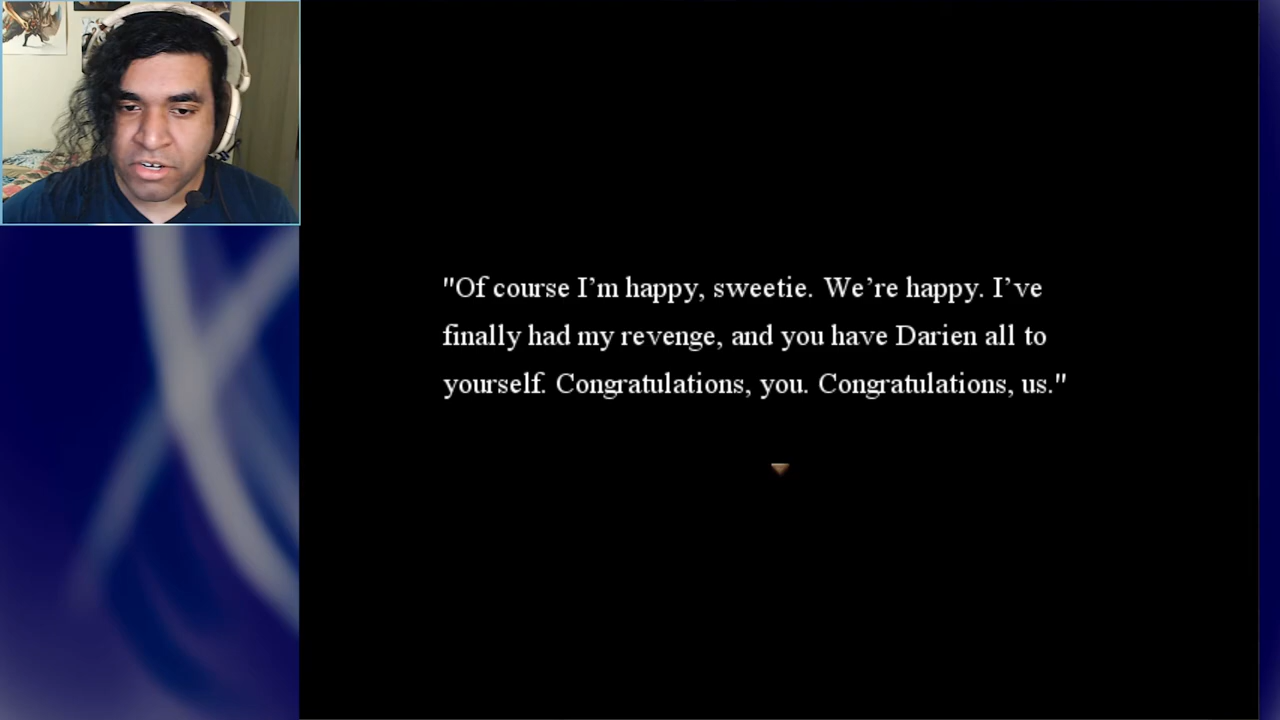 "Of course I’m happy, sweetie. We’re happy. I’ve
finally had my revenge, and you have Darien all to
yourself. Congratulations, you. Congratulations, us."